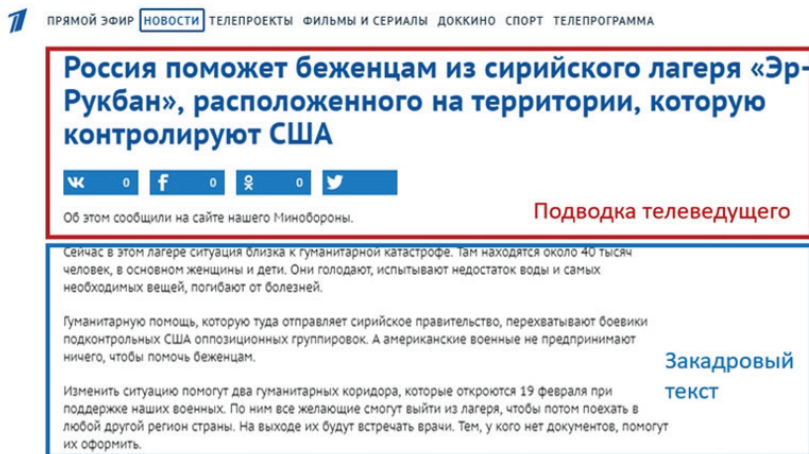 ПРЯМОЙ ЭФИР НОВОСТИ ТЕЛЕПРОЕКТЫ ФИЛЬМЫ И СЕРИАЛЫ ДОККИНО СПОРТ ТЕЛЕПРОГРАММА
Россия поможет беженцам из сирийского лагеря «Эр-
Рукбан», расположенного на территории, которую
контролируют США
0 0 0
Об этом сообщили на сайте нашего Минобороны.
Подводка телеведущего
Сейчас в этом лагере ситуация близка к гуманитарной катастрофе. Там находятся около 40 тысяч
человек, в основном женщины и дети. Они голодают, испытывают недостаток воды и самых
необходимых вещей, погибают от болезней.
Гуманитарную помощь, которую туда отправляет сирийское правительство, перехватывают боевики
подконтрольных США оппозиционных группировок. А американские военные не предпринимают
ничего, чтобы помочь беженцам.
Закадровый
текст
Изменить ситуацию помогут два гуманитарных коридора, которые откроются 19 февраля при
поддержке наших военных. По ним все желающие смогут выйти из лагеря, чтобы потом поехать в
любой другой регион страны. На выходе их будут встречать врачи. Тем, у кого нет документов, помогут
их оформить.